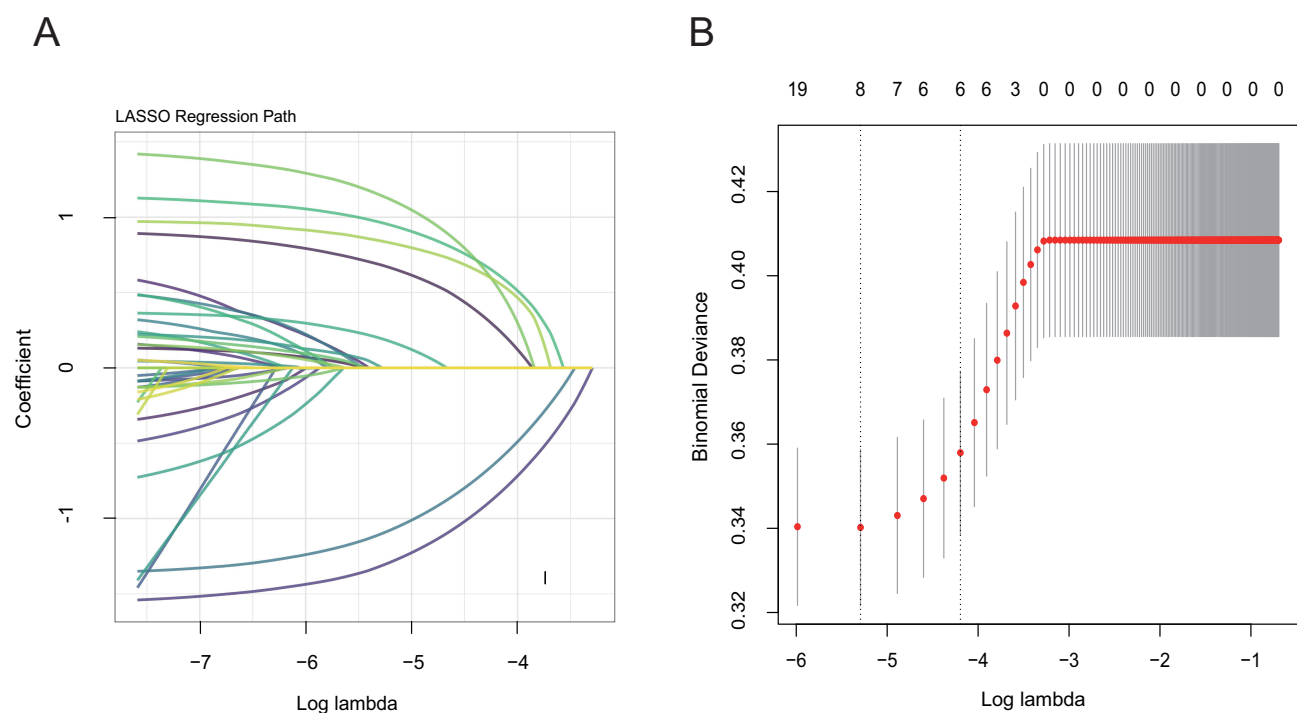 A
B
LASSO Regression Path
1
0
-1
Coefficient
−7 −6 −5 −4
Log lambda
19 8 7 6 6 6 3 0 0 0 0 0 0 0 0 0
0.42
0.40
0.38
0.36
0.34
0.32
Binomial Deviance
−6 −5 −4 −3 −2 −1
Log lambda